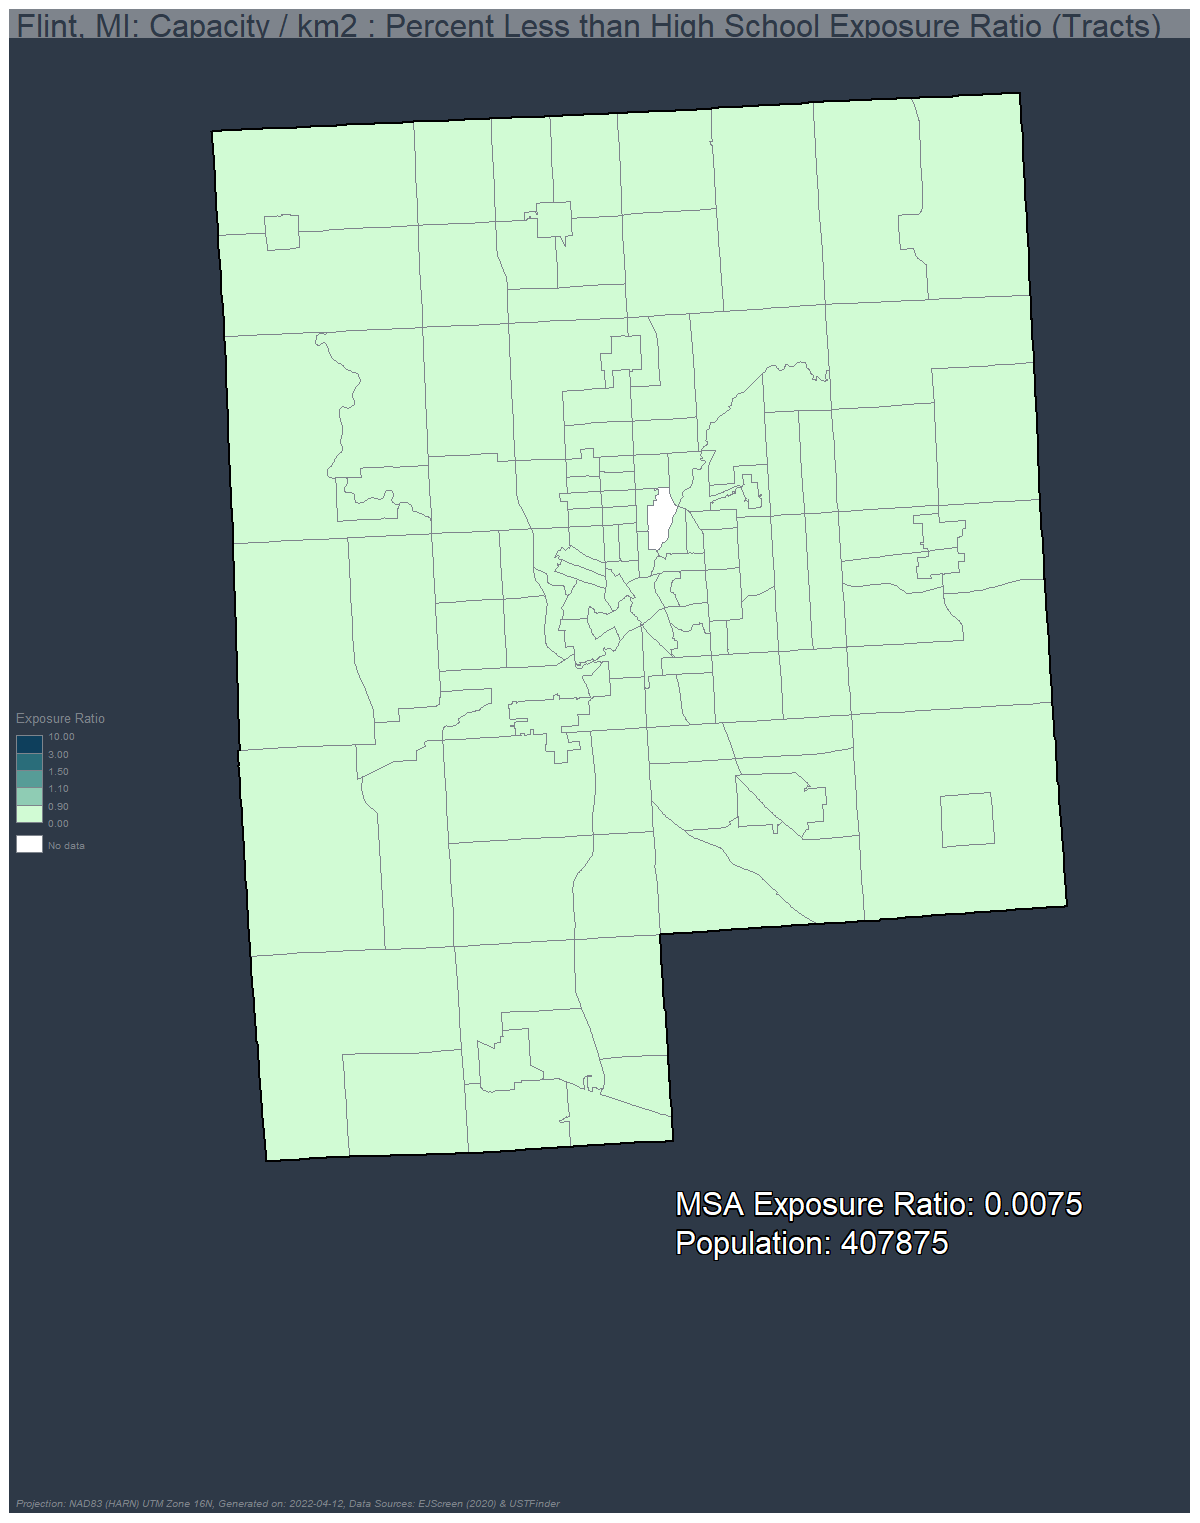 Flint, MI: Capacity / km2 : Percent Less than High School Exposure Ratio (Tracts)
Exposure Ratio
10.00
3.00
1.50
1.10
0.90
0.00
No data
MSA Exposure Ratio: 0.0075
Population: 407875
Projection: NAD83 (HARN) UTM Zone 16N, Generated on: 2022-04-12, Data Sources: EJScreen (2020) & USTFinder